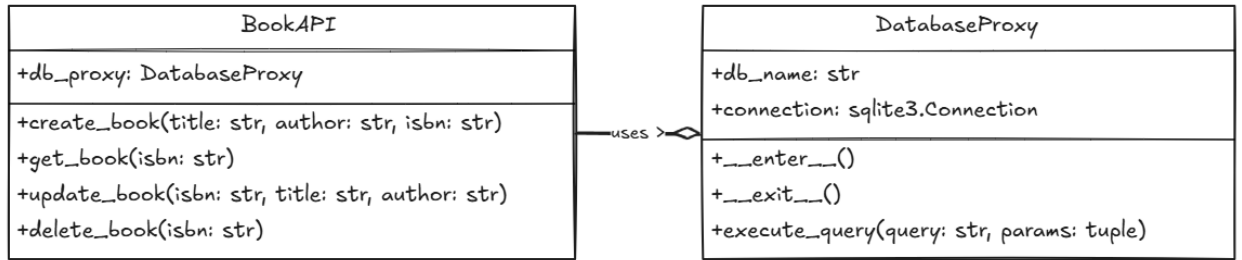 BookAPI
+db_proxy: DatabaseProxy
+create_book(title: str, author: str, isbn: str)
+get_book(isbn: str)
+update_book(isbn: str, title: str, author: str)
+delete_book(isbn: str)
uses >
DatabaseProxy
+db_name: str
+connection: sqlite3.Connection
+__enter__()
+__exit__()
+execute_query(query: str, params: tuple)